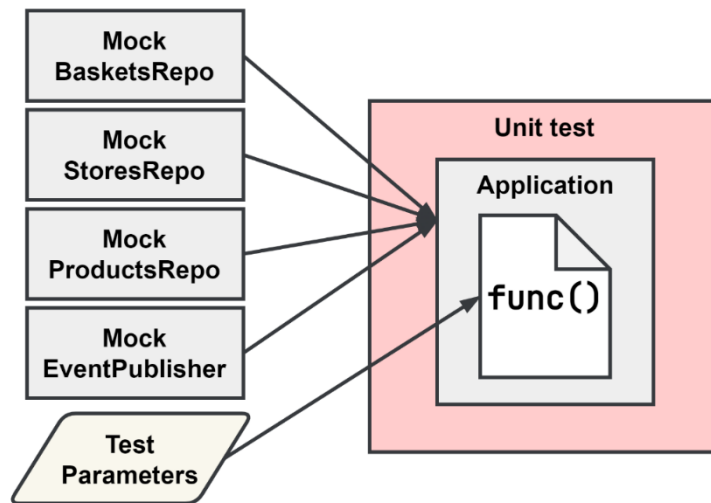 Mock
BasketsRepo
Mock
StoresRepo
Mock
ProductsRepo
Mock
EventPublisher
Test
Parameters
Unit test
Application
func()